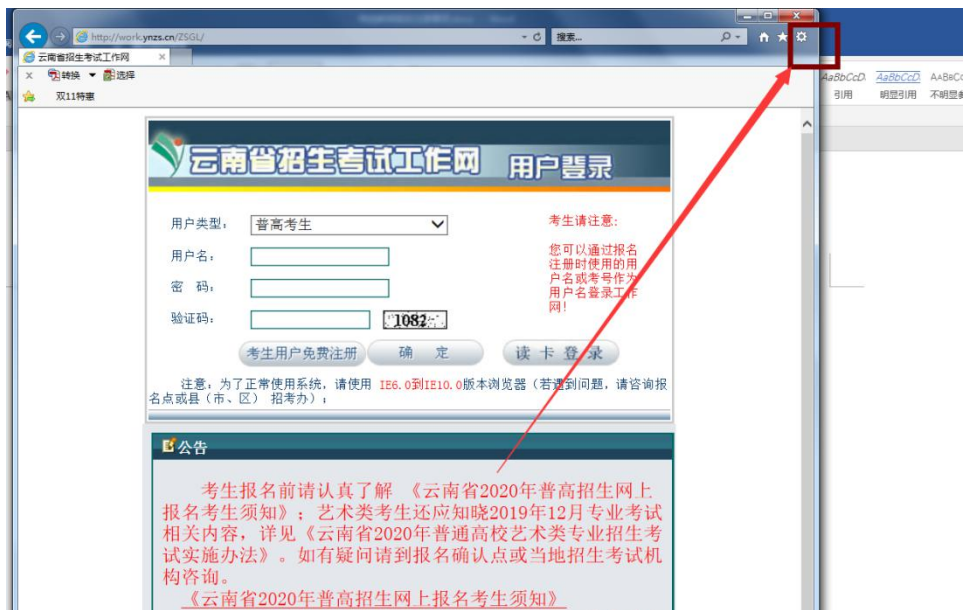 http://work.ynzs.cn/ZSGL/
搜索...
云南省招生考试工作网
转换 选择
双11特惠
AaBbCcD. AaBbCcD AaBbCc
引用 明显引用 不明显参
云南省招生考试工作网 用户登录
用户类型: 普高考生
用户名:
密 码:
验证码: 1082
考生用户免费注册 确 定 读 卡 登 录
考生请注意:
您可以通过报名
注册时使用的用
户名或考号作为
用户名登录工作
网!
注意: 为了正常使用系统, 请使用 IE6.0到IE10.0版本浏览器 (若遇到问题, 请咨询报
名点或县 (市、区) 招考办);
公告
考生报名前请认真了解 《云南省2020年普高招生网上
报名考生须知》; 艺术类考生还应知晓2019年12月专业考试
相关内容, 详见《云南省2020年普通高校艺术类专业招生考
试实施办法》。如有疑问请到报名确认点或当地招生考试机
构咨询。
《云南省2020年普高招生网上报名考生须知》